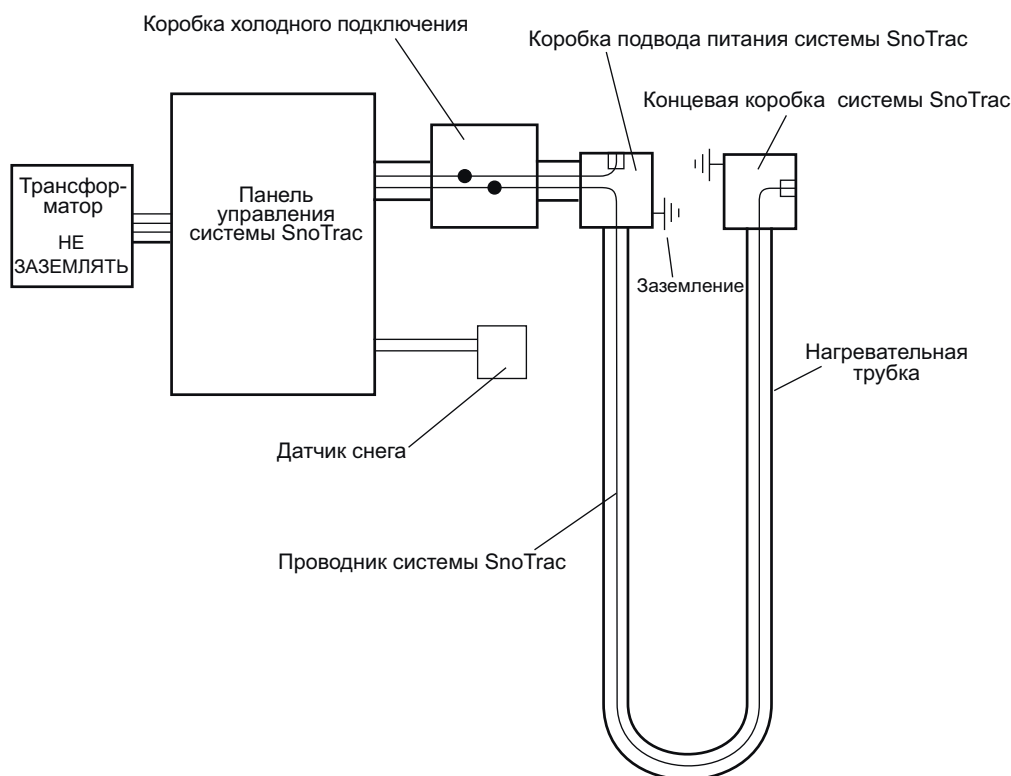 Коробка холодного подключения
Коробка подвода питания системы SnoTrac
Концевая коробка системы SnoTrac
Трансфор-
матор
НЕ
ЗАЗЕМЛЯТЬ
Панель
управления
системы SnoTrac
Заземление
Нагревательная
трубка
Датчик снега
Проводник системы SnoTrac